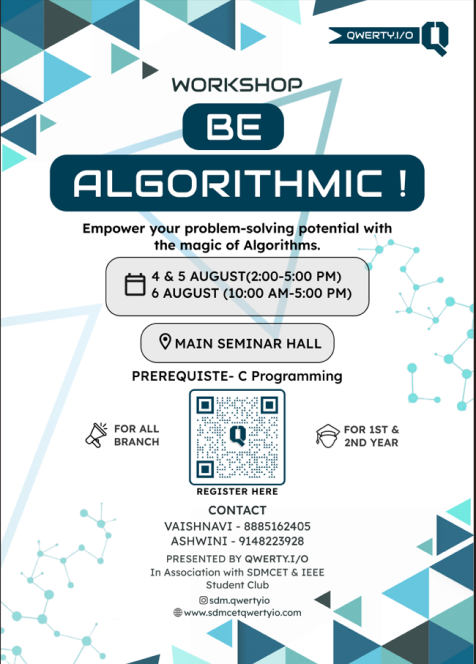 QWERTY.I/O
WORKSHOP
BE
ALGORITHMIC !
Empower your problem-solving potential with
the magic of Algorithms.
4 & 5 AUGUST(2:00-5:00 PM)
6 AUGUST (10:00 AM-5:00 PM)
MAIN SEMINAR HALL
PREREQUISTE- C Programming
FOR ALL
BRANCH
FOR 1ST &
2ND YEAR
REGISTER HERE
CONTACT
VAISHNAVI - 8885162405
ASHWINI - 9148223928
PRESENTED BY QWERTY.I/O
In Association with SDMCET & IEEE
Student Club
sdm.qwertyio
www.sdmcetqwertyio.com